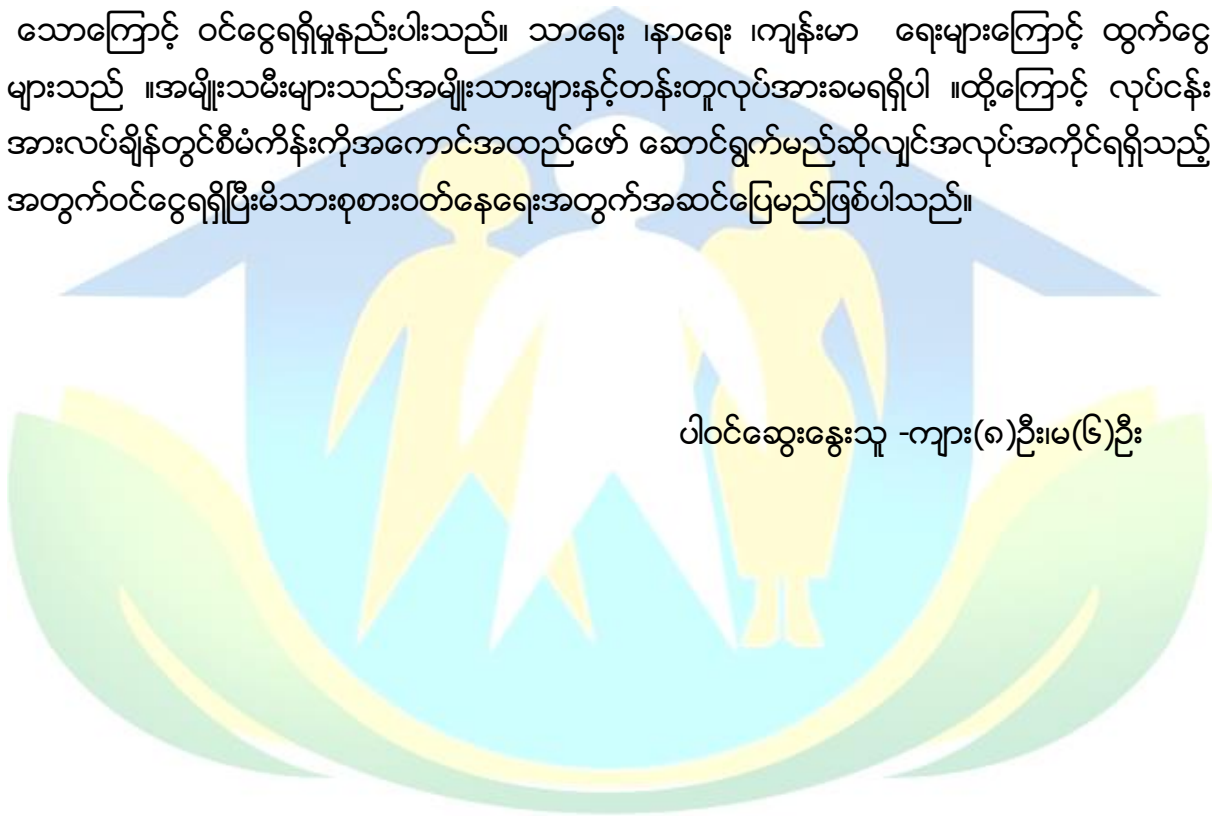 သောကြောင့် ဝင်ငွေရရှိမှုနည်းပါးသည်။ သာရေး ၊နာရေး ၊ကျန်းမာ ရေးများကြောင့် ထွက်ငွေ
များသည် ။အမျိုးသမီးများသည်အမျိုးသားများနှင့်တန်းတူလုပ်အားခမရရှိပါ ။ထို့ကြောင့် လုပ်ငန်း
အားလပ်ချိန်တွင်စီမံကိန်းကိုအကောင်အထည်ဖော် ဆောင်ရွက်မည်ဆိုလျှင်အလုပ်အကိုင်ရရှိသည့်
အတွက်ဝင်ငွေရရှိပြီးမိသားစုစားဝတ်နေရေးအတွက်အဆင်ပြေမည်ဖြစ်ပါသည်။
ပါဝင်ဆွေးနွေးသူ -ကျား(၈)ဦး၊မ(၆)ဦး